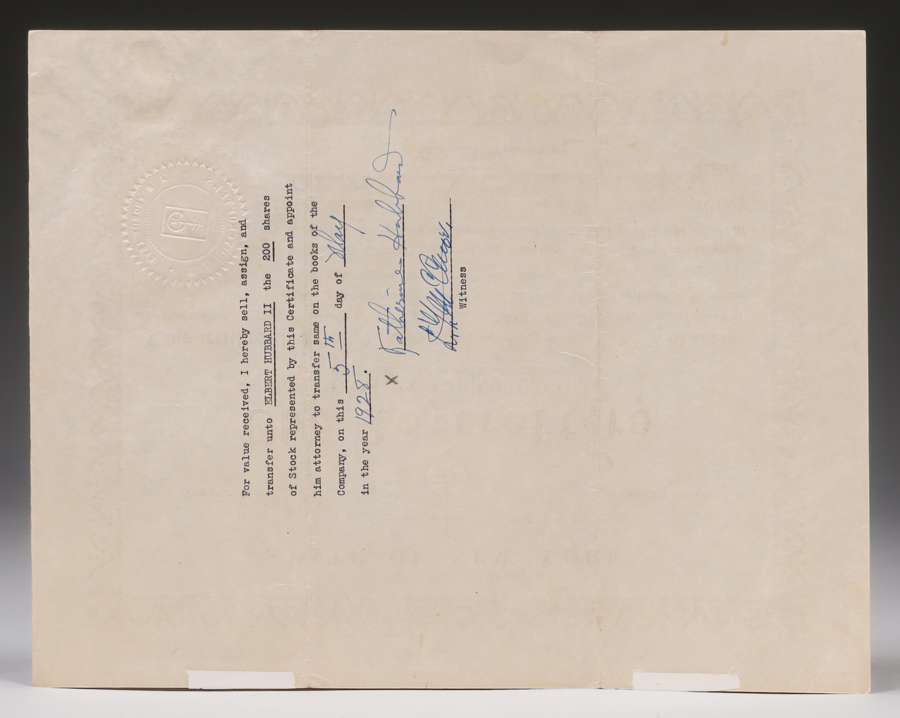 For value received, I hereby sell, assign, and
transfer unto ELBERT HUBBARD II the 200 shares
of Stock represented by this Certificate and appoint
him attorney to transfer same on the books of the
Company, on this 5th day of May
in the year 1928.
x Katherine Hubbard
Witness